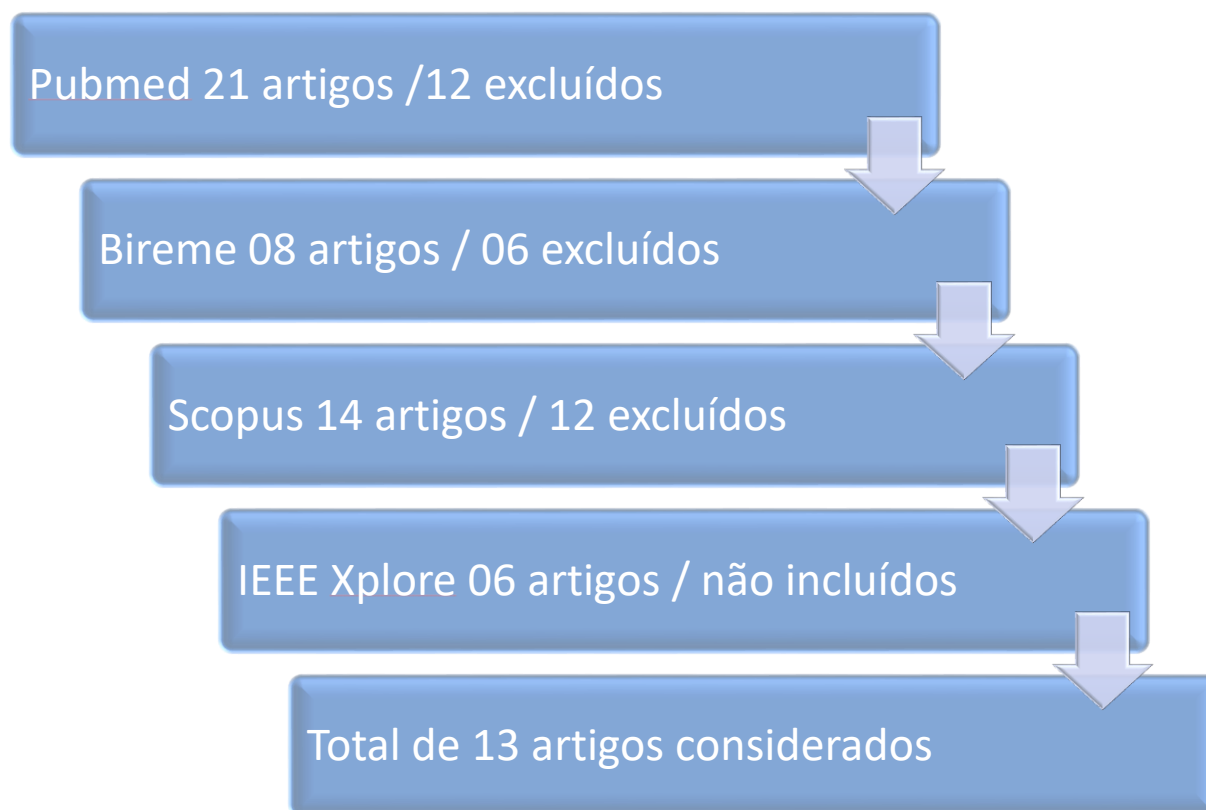 Pubmed 21 artigos /12 excluídos
Bireme 08 artigos / 06 excluídos
Scopus 14 artigos / 12 excluídos
IEEE Xplore 06 artigos / não incluídos
Total de 13 artigos considerados